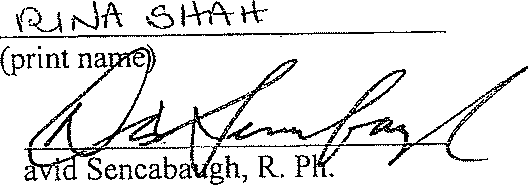 RINA SHAH
(print name)
avid Sencabaugh, R. Ph.